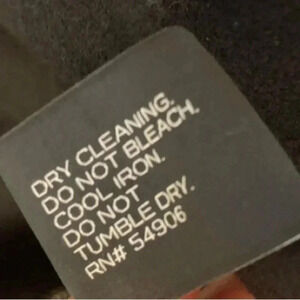 DRY CLEANING.
DO NOT BLEACH.
COOL IRON.
DO NOT
TUMBLE DRY.
RN# 54906